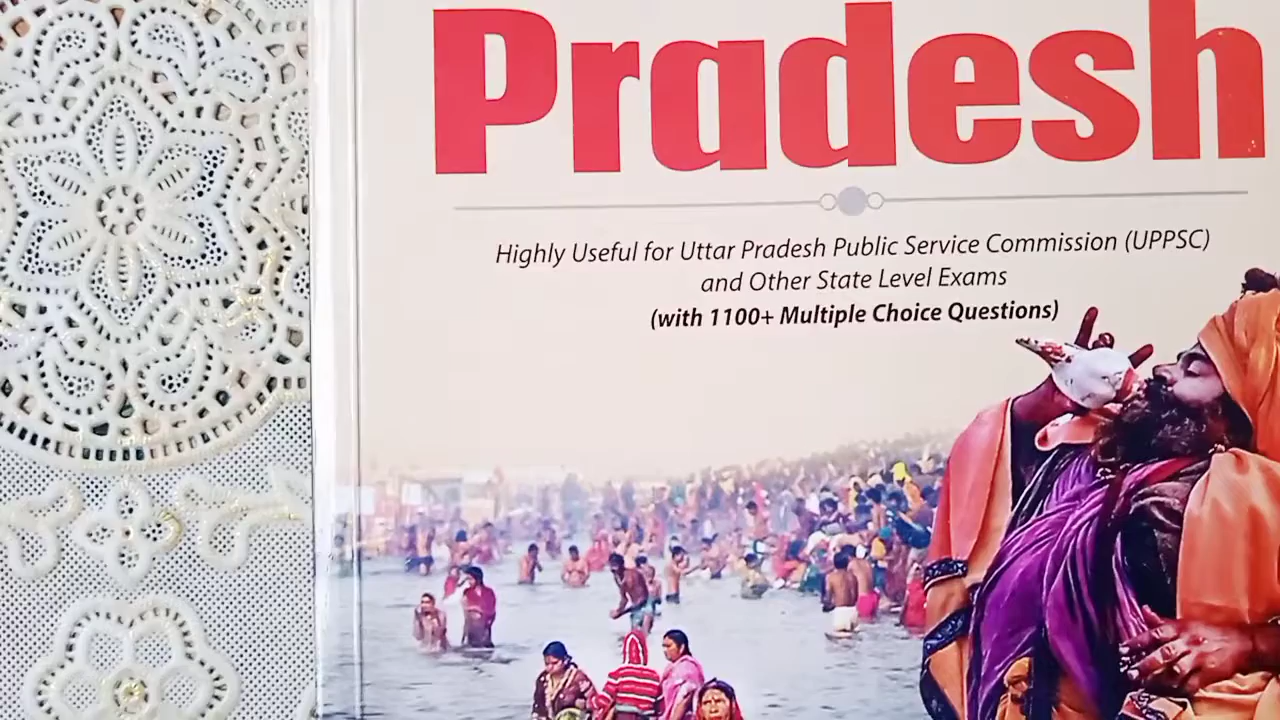 Pradesh
Highly Useful for Uttar Pradesh Public Service Commission (UPPSC)
and Other State Level Exams
(with 1100+ Multiple Choice Questions)